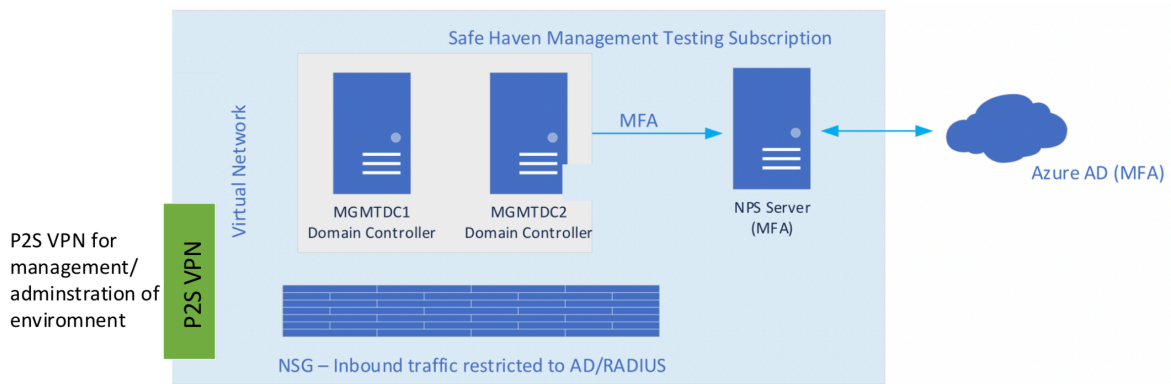 Safe Haven Management Testing Subscription
Virtual Network
MFA
MGMTDC1
Domain Controller
MGMTDC2
Domain Controller
NPS Server
(MFA)
Azure AD (MFA)
P2S VPN for
management/
adminstration of
enviromnent
P2S VPN
NSG – Inbound traffic restricted to AD/RADIUS